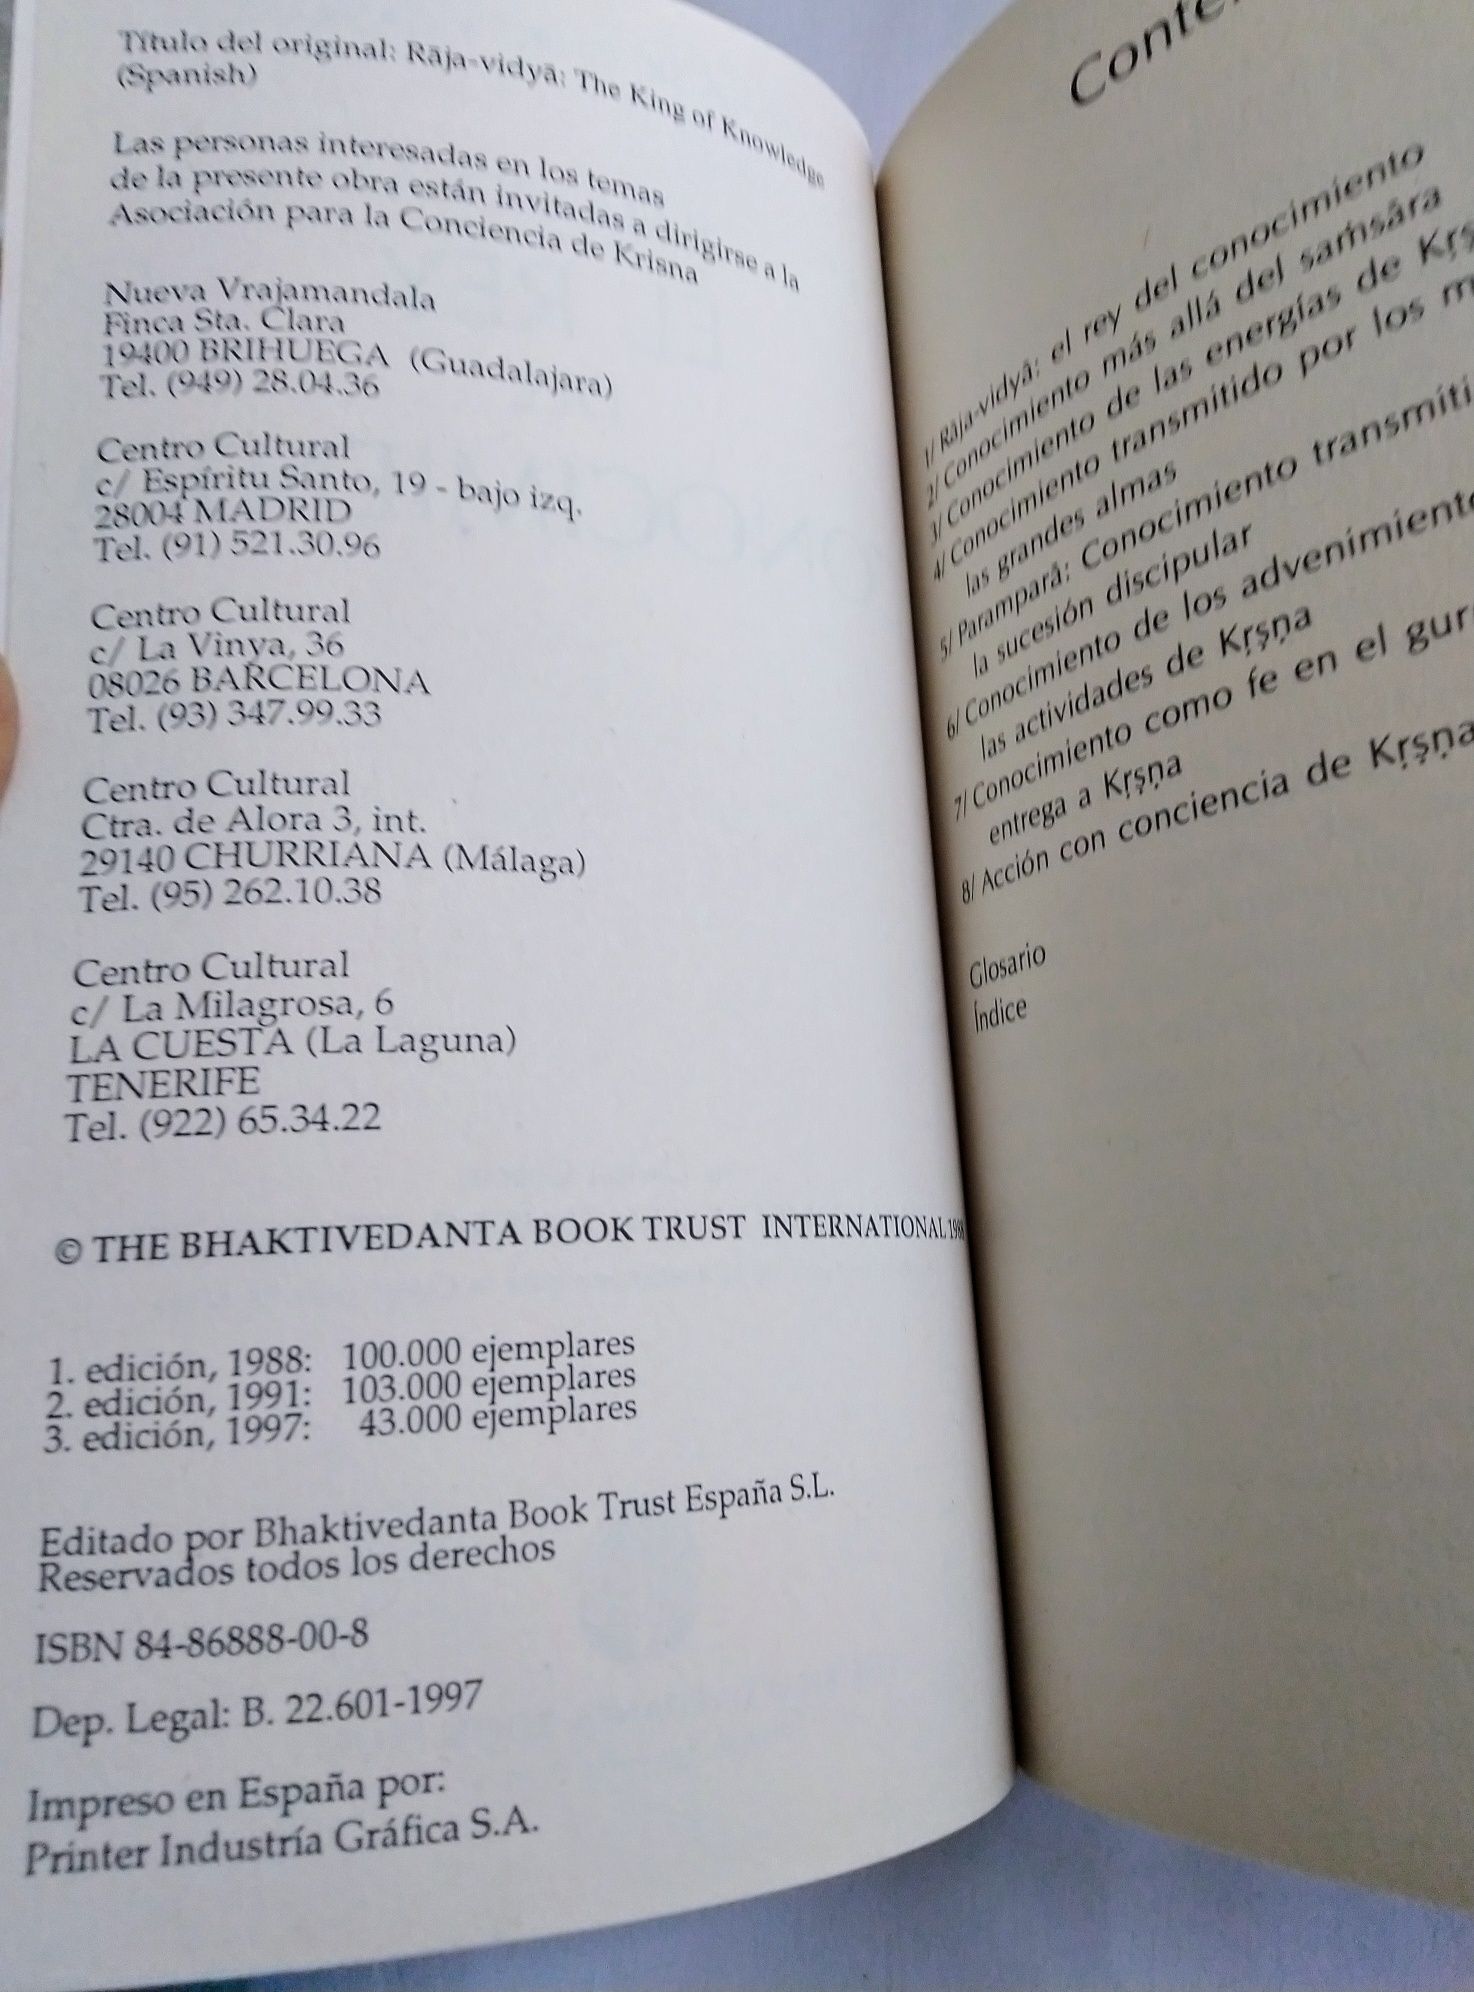 Título del original: Rāja-vidyā: The King of Knowledge
(Spanish)
Las personas interesadas en los temas
de la presente obra están invitadas a dirigirse a la
Asociación para la Conciencia de Krisna
Nueva Vrajamandala
Finca Sta. Clara
19400 BRIHUEGA (Guadalajara)
Tel. (949) 28.04.36
Centro Cultural
c/ Espíritu Santo, 19 - bajo izq.
28004 MADRID
Tel. (91) 521.30.96
Centro Cultural
c/ La Vinya, 36
08026 BARCELONA
Tel. (93) 347.99.33
Centro Cultural
Ctra. de Alora 3, int.
29140 CHURRIANA (Málaga)
Tel. (95) 262.10.38
Centro Cultural
c/ La Milagrosa, 6
LA CUESTA (La Laguna)
TENERIFE
Tel. (922) 65.34.22
© THE BHAKTIVEDANTA BOOK TRUST INTERNATIONAL 1988
1. edición, 1988: 100.000 ejemplares
2. edición, 1991: 103.000 ejemplares
3. edición, 1997: 43.000 ejemplares
Editado por Bhaktivedanta Book Trust España S.L.
Reservados todos los derechos
ISBN 84-86888-00-8
Dep. Legal: B. 22.601-1997
Impreso en España por:
Printer Industría Gráfica S.A.
1/ Rāja-vidyā: el rey del conocimiento
2/ Conocimiento más allá del saṁsāra
3/ Conocimiento de las energías de
4/ Conocimiento transmitido por los
las grandes almas
5/ Paramparā: Conocimiento
la sucesión discipular
6/ Conocimiento de los
las actividades de Kṛṣṇa
7/ Conocimiento como fe en el
entrega a Kṛṣṇa
8/ Acción con conciencia de Kṛṣṇa
Glosario
Índice